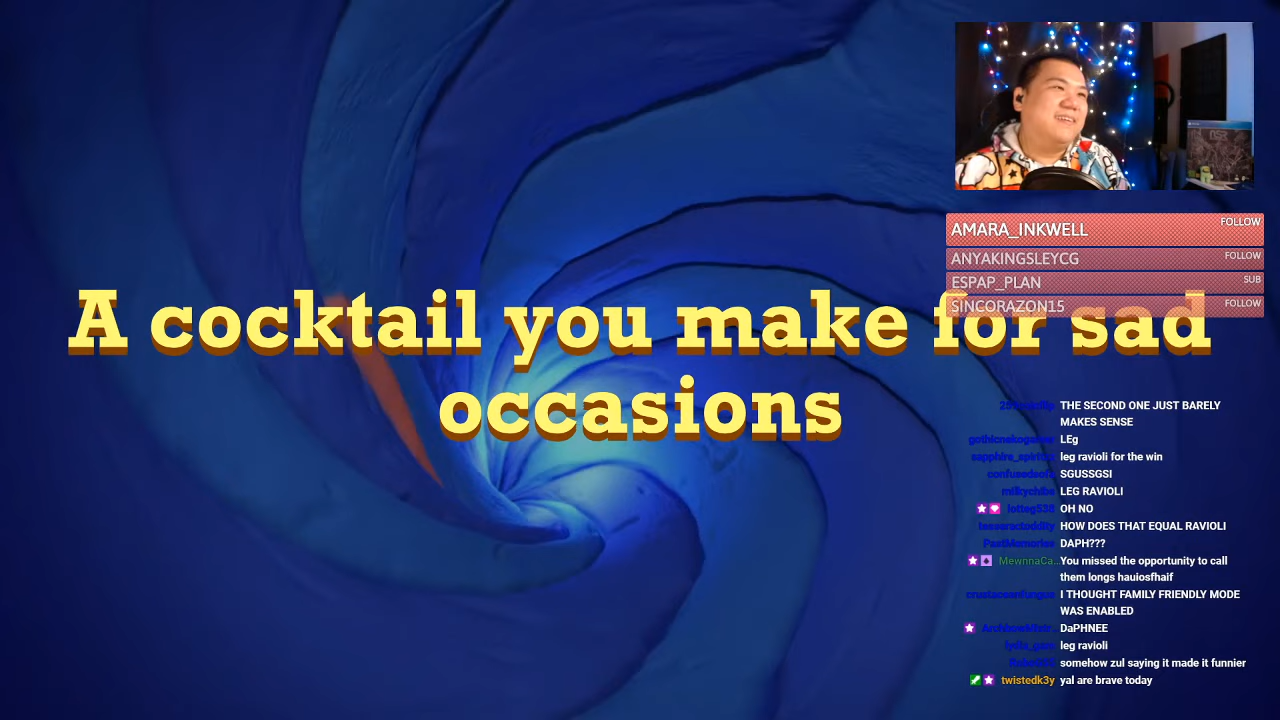 A cocktail you make for sad
occasions
AMARA_INKWELL FOLLOW
ANYAKINGSLEYCG FOLLOW
ESPAP_PLAN SUB
SINCORAZON15 FOLLOW
THE SECOND ONE JUST BARELY
MAKES SENSE
LEg
leg ravioli for the win
SGUSSGSI
LEG RAVIOLI
OH NO
HOW DOES THAT EQUAL RAVIOLI
PastMemories DAPH???
MewnnaCa... You missed the opportunity to call
them longs hauiosfhaif
crustaceanfungus I THOUGHT FAMILY FRIENDLY MODE
WAS ENABLED
DaPHNEE
leg ravioli
somehow zul saying it made it funnier
twistedk3y yal are brave today